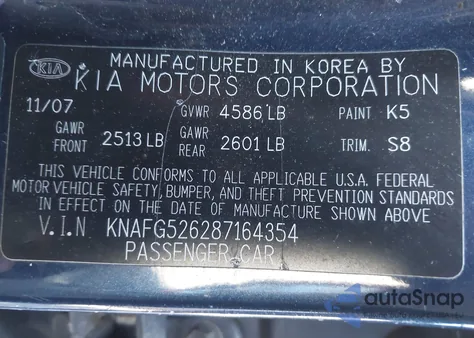 KIA MANUFACTURED IN KOREA BY
KIA MOTORS CORPORATION
11/07 GVWR 4586 LB PAINT K5
GAWR FRONT 2513 LB GAWR REAR 2601 LB TRIM. S8
THIS VEHICLE CONFORMS TO ALL APPLICABLE U.S.A. FEDERAL
MOTOR VEHICLE SAFETY, BUMPER, AND THEFT PREVENTION STANDARDS
IN EFFECT ON THE DATE OF MANUFACTURE SHOWN ABOVE.
V.I.N KNAFG526287164354
PASSENGER CAR
autoSnap